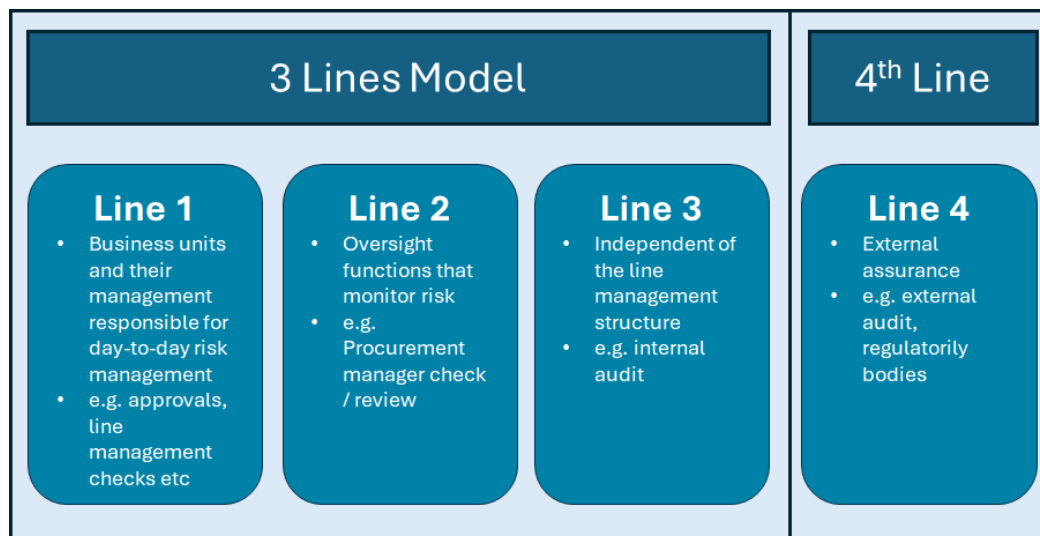 3 Lines Model
4th Line
Line 1
• Business units
and their
management
responsible for
day-to-day risk
management
• e.g. approvals,
line
management
checks etc
Line 2
• Oversight
functions that
monitor risk
• e.g.
Procurement
manager check
/ review
Line 3
• Independent of
the line
management
structure
• e.g. internal
audit
Line 4
• External
assurance
• e.g. external
audit,
regulatorily
bodies